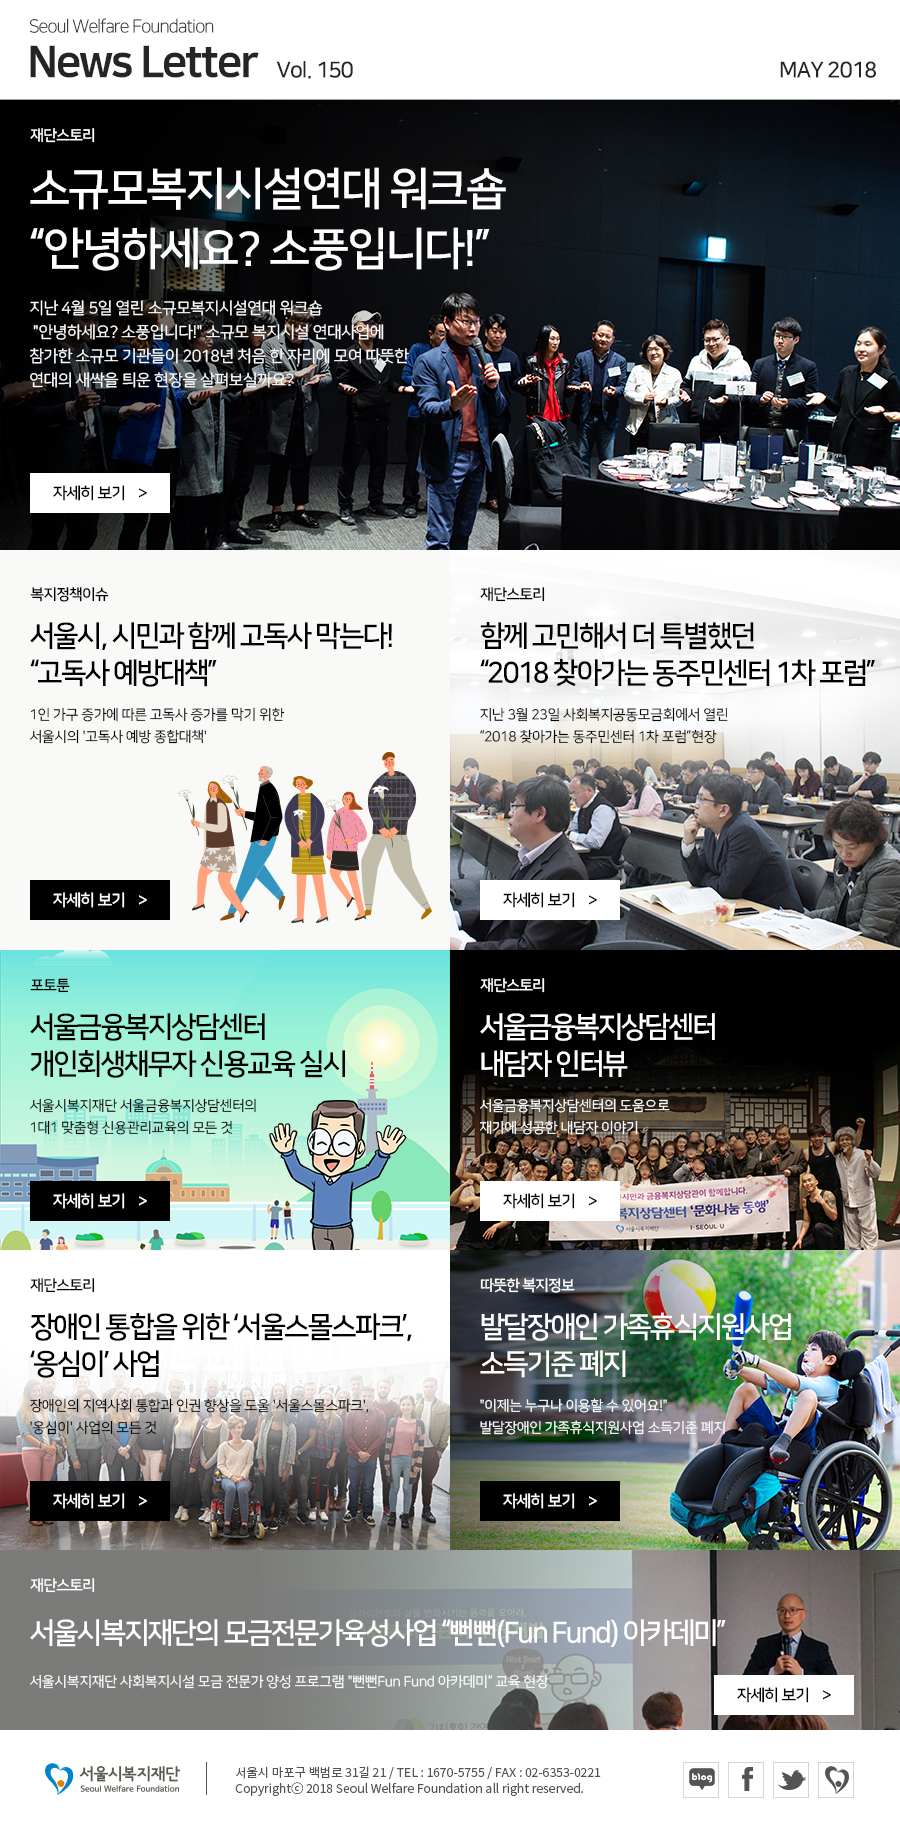 Seoul Welfare Foundation
News Letter Vol. 150
MAY 2018
재단스토리
소규모복지시설연대 워크숍
“안녕하세요? 소풍입니다!”
지난 4월 5일 열린 소규모복지시설연대 워크숍
"안녕하세요? 소풍입니다!" 소규모 복지시설 연대사업에
참가한 소규모 기관들이 2018년 처음 한 자리에 모여 따뜻한
연대의 새싹을 틔운 현장을 살펴보실까요?
15
자세히 보기 >
복지정책이슈
서울시, 시민과 함께 고독사 막는다!
“고독사 예방대책”
1인 가구 증가에 따른 고독사 증가를 막기 위한
서울시의 '고독사 예방 종합대책'
자세히 보기 >
재단스토리
함께 고민해서 더 특별했던
“2018 찾아가는 동주민센터 1차 포럼”
지난 3월 23일 사회복지공동모금회에서 열린
“2018 찾아가는 동주민센터 1차 포럼”현장
자세히 보기 >
포토툰
서울금융복지상담센터
개인회생채무자 신용교육 실시
서울시복지재단 서울금융복지상담센터의
1대1 맞춤형 신용관리교육의 모든 것
자세히 보기 >
재단스토리
서울금융복지상담센터
내담자 인터뷰
서울금융복지상담센터의 도움으로
재기에 성공한 내담자 이야기
자세히 보기 >
시민과 금융복지상담관이 함께합니다.
복지상담센터 ‘문화나눔 동행’
서울시복지재단 I·SEOUL·U
재단스토리
장애인 통합을 위한 ‘서울스몰스파크’,
‘옹심이’ 사업
장애인의 지역사회 통합과 인권 향상을 도울 '서울스몰스파크',
'옹심이' 사업의 모든 것
자세히 보기 >
따뜻한 복지정보
발달장애인 가족휴식지원사업
소득기준 폐지
"이제는 누구나 이용할 수 있어요!"
발달장애인 가족휴식지원사업 소득기준 폐지
자세히 보기 >
재단스토리
서울시복지재단의 모금전문가육성사업 “뻔뻔(Fun Fund) 아카데미”
서울시복지재단 사회복지시설 모금 전문가 양성 프로그램 "뻔뻔Fun Fund 아카데미” 교육 현장
자세히 보기 >
서울시복지재단
Seoul Welfare Foundation
서울시 마포구 백범로 31길 21 / TEL : 1670-5755 / FAX : 02-6353-0221
Copyrightⓒ 2018 Seoul Welfare Foundation all right reserved.
blog